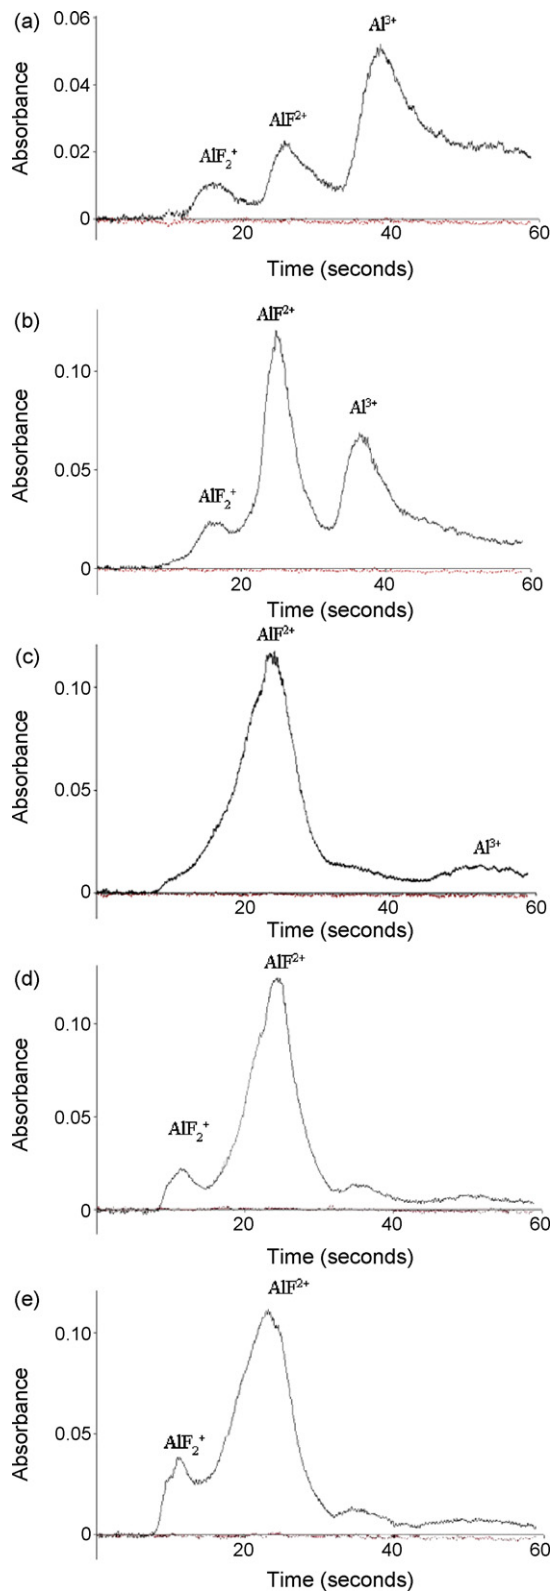 (a)
0.06
Al³⁺
Absorbance
0.04
AlF²⁺
AlF₂⁺
0.02
0
20
40
60
Time (seconds)
(b)
AlF²⁺
0.10
Al³⁺
Absorbance
0.05
AlF₂⁺
0
20
40
60
Time (seconds)
(c)
AlF²⁺
0.10
Absorbance
0.05
Al³⁺
0
20
40
60
Time (seconds)
(d)
AlF²⁺
0.10
Absorbance
AlF₂⁺
0.05
0
20
40
60
Time (seconds)
(e)
AlF²⁺
0.10
Absorbance
AlF₂⁺
0.05
0
20
40
60
Time (seconds)